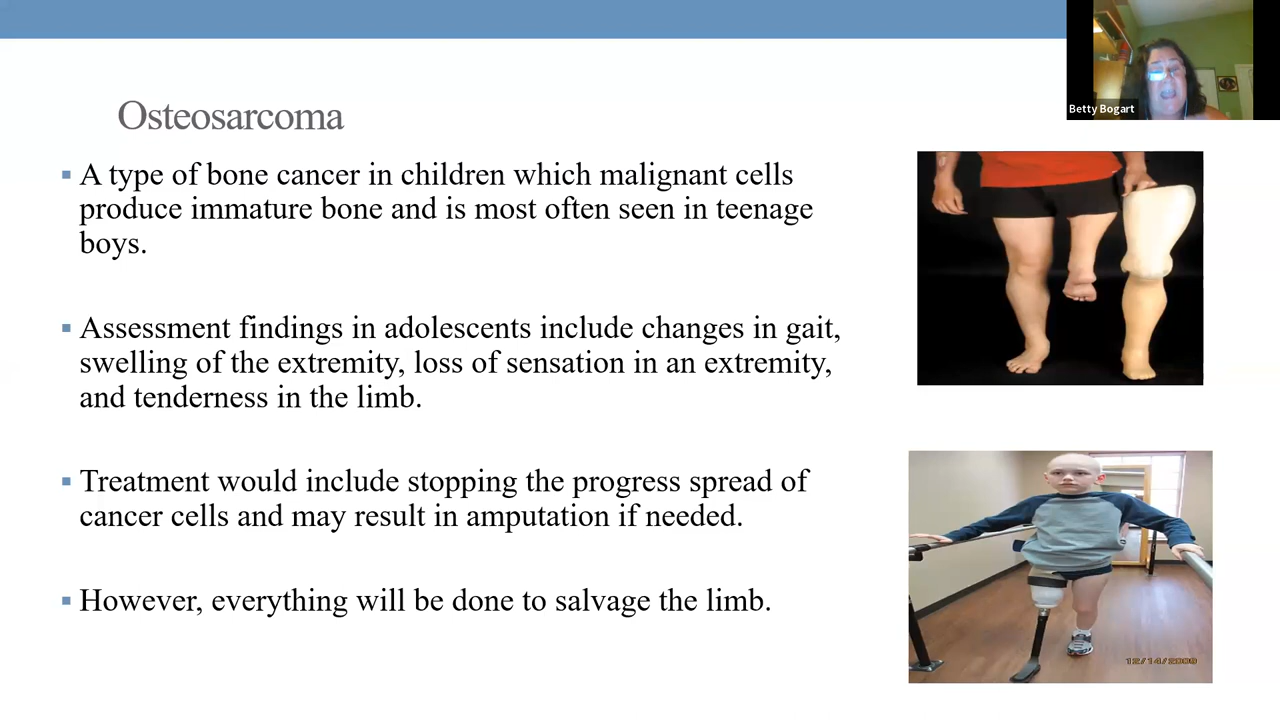 Betty Bogart
Osteosarcoma
▪ A type of bone cancer in children which malignant cells
produce immature bone and is most often seen in teenage
boys.
▪ Assessment findings in adolescents include changes in gait,
swelling of the extremity, loss of sensation in an extremity,
and tenderness in the limb.
▪ Treatment would include stopping the progress spread of
cancer cells and may result in amputation if needed.
▪ However, everything will be done to salvage the limb.
12/14/2009